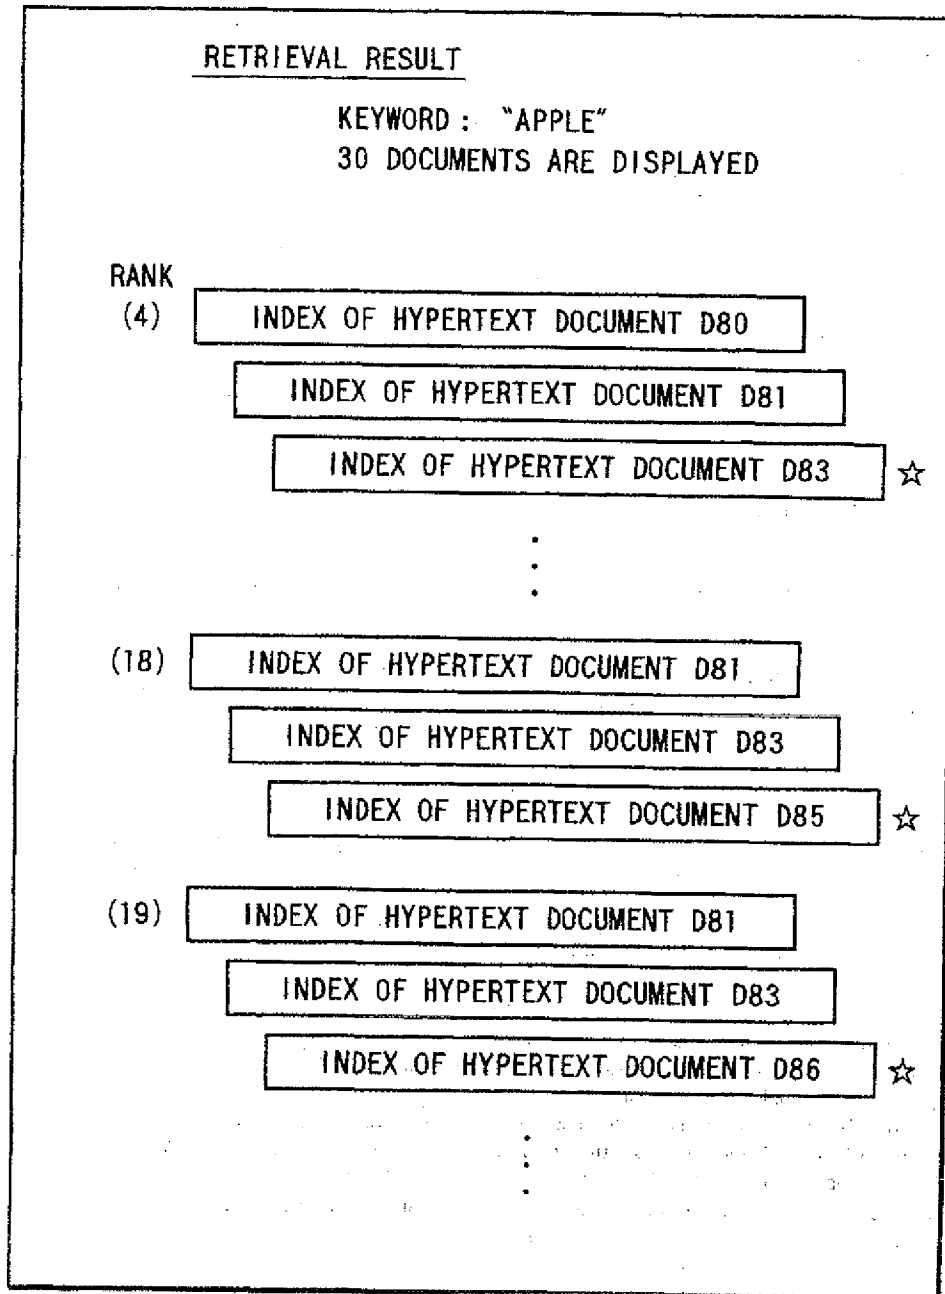 RETRIEVAL RESULT
KEYWORD : "APPLE"
30 DOCUMENTS ARE DISPLAYED
RANK
(4) INDEX OF HYPERTEXT DOCUMENT D80
INDEX OF HYPERTEXT DOCUMENT D81
INDEX OF HYPERTEXT DOCUMENT D83 ☆
(18) INDEX OF HYPERTEXT DOCUMENT D81
INDEX OF HYPERTEXT DOCUMENT D83
INDEX OF HYPERTEXT DOCUMENT D85 ☆
(19) INDEX OF HYPERTEXT DOCUMENT D81
INDEX OF HYPERTEXT DOCUMENT D83
INDEX OF HYPERTEXT DOCUMENT D86 ☆